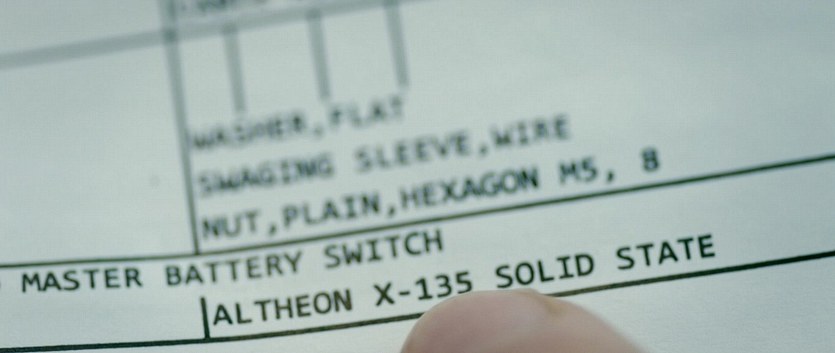 WASHER,FLAT
SWAGING SLEEVE,WIRE
NUT,PLAIN,HEXAGON M5, 8
MASTER BATTERY SWITCH
ALTHEON X-135 SOLID STATE